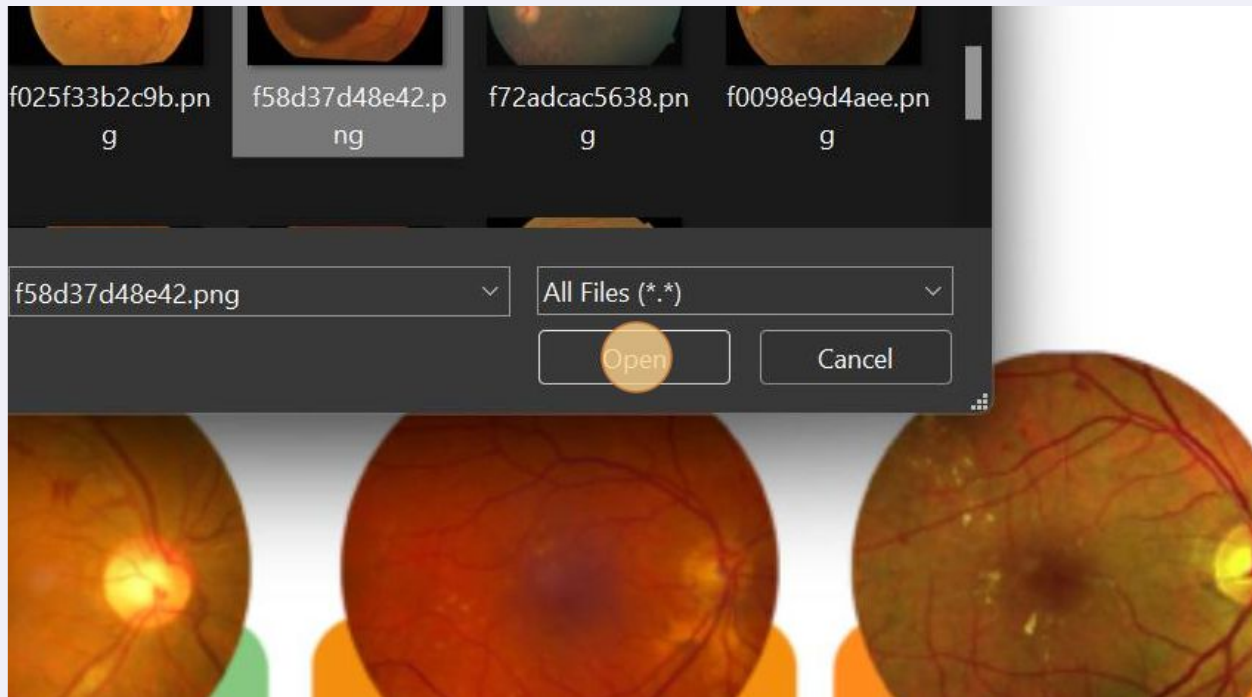 f025f33b2c9b.pn
g
f58d37d48e42.p
ng
f72adcac5638.pn
g
f0098e9d4aee.pn
g
f58d37d48e42.png
All Files (*.*)
Open
Cancel